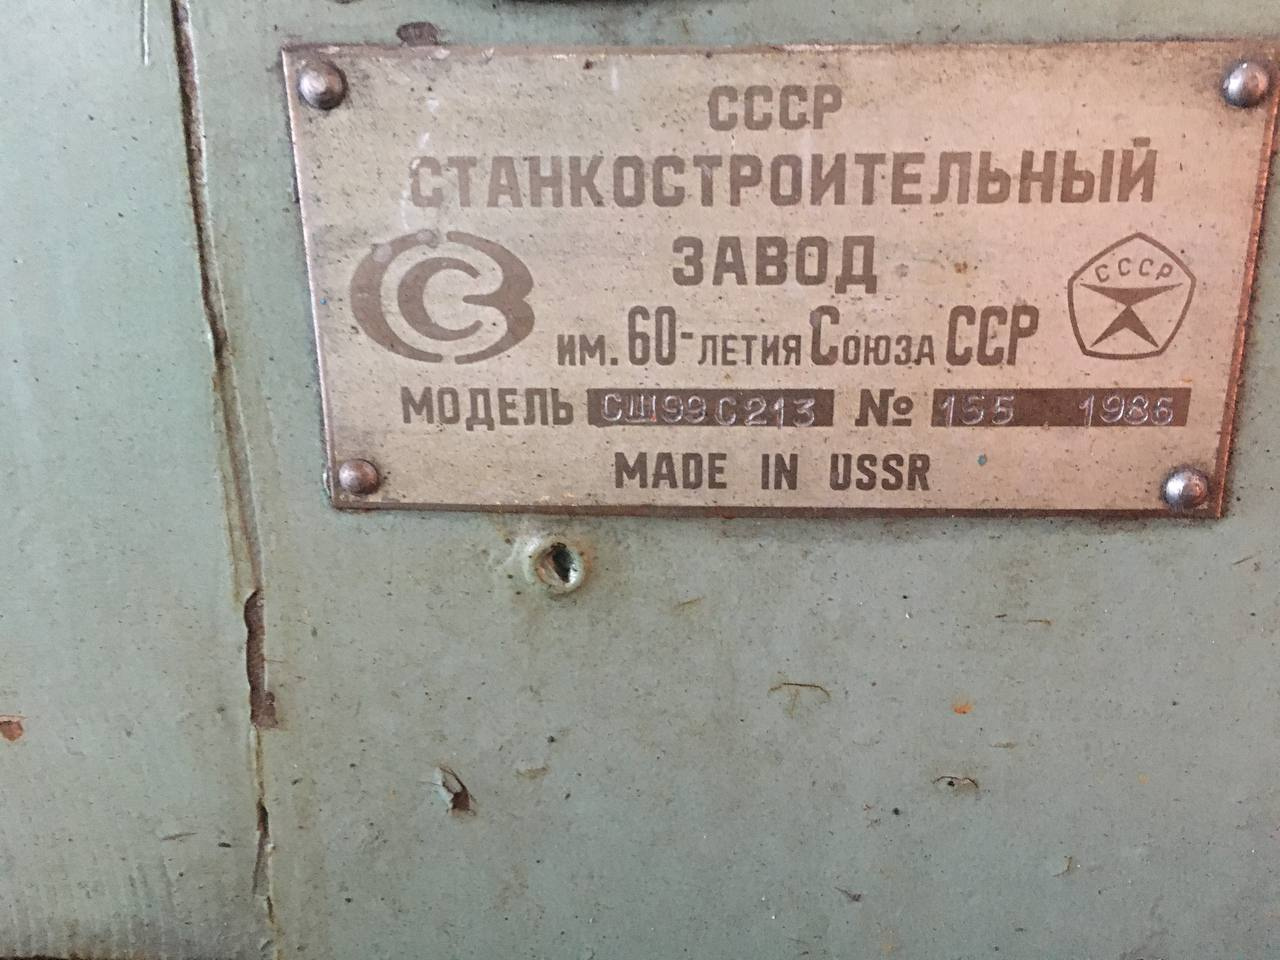 СССР
СТАНКОСТРОИТЕЛЬНЫЙ
ЗАВОД
им. 60-летия Союза ССР
СССР
МОДЕЛЬ СШ99С213 № 155 1986
MADE IN USSR